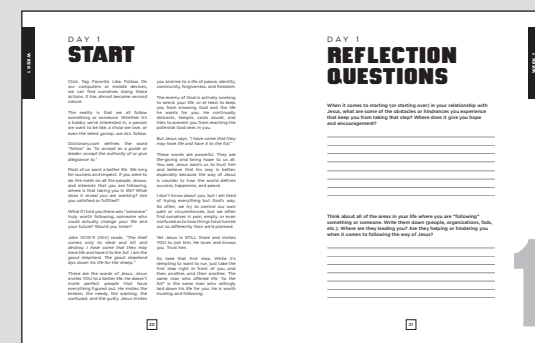 WEEK 1
DAY 1
START
Click. Tag. Favorite. Like. Follow. On
our computers or mobile devices,
we can find ourselves doing these
actions. It has almost become second
nature.
The reality is that we all follow
something or someone. Whether it's
a hobby we're interested in, a person
we want to be like, a show we love, or
even the latest gossip, we ALL follow.
Dictionary.com defines the word
"follow" as "to accept as a guide or
leader; accept the authority of or give
allegiance to."
Most of us want a better life. We long
for success and respect. If you were to
do the math on all the people, shows,
and interests that you are following,
where is that taking you in life? What
does it reveal you are wanting? Are
you satisfied or fulfilled?
What if I told you there was "someone"
truly worth following...someone who
could actually change your life and
your future? Would you listen?
John 10:10-11 (NIV) reads, "The thief
comes only to steal and kill and
destroy; I have come that they may
have life and have it to the full. I am the
good shepherd. The good shepherd
lays down his life for the sheep."
These are the words of Jesus. Jesus
invites YOU to a better life. He doesn't
invite perfect people that have
everything figured out. He invites the
broken, the needy, the wanting, the
confused, and the guilty. Jesus invites
you and me to a life of peace, identity,
community, forgiveness, and freedom.
The enemy of God is actively working
to wreck your life, or at least to keep
you from knowing God and the life
he wants for you. He continually
distracts, tempts, casts doubt, and
tries to prevent you from reaching the
potential God sees in you.
But Jesus says, "I have come that they
may have life and have it to the full."
These words are powerful. They are
life-giving and bring hope to us all.
You see, Jesus wants us to trust him
and believe that his way is better,
especially because the way of Jesus
is counter to how the world defines
success, happiness, and peace.
I don't know about you, but I am tired
of trying everything but God's way.
So often, we try to control our own
path or circumstances, but we often
find ourselves in pain, empty, or even
confused as to how things have turned
out so differently than we'd planned.
Yet Jesus is STILL there and invites
YOU to join him. He loves and knows
you. Trust him.
So take that first step. While it's
tempting to want to run, just take the
first step right in front of you...and
then another...and then another. The
same man who offered life "to the
full" is the same man who willingly
laid down his life for you. He is worth
trusting and following.
20
DAY 1
REFLECTION
QUESTIONS
When it comes to starting (or starting over) in your relationship with
Jesus, what are some of the obstacles or hindrances you experience
that keep you from taking that step? Where does it give you hope
and encouragement?
Think about all of the areas in your life where you are "following"
something or someone. Write them down (people, organizations, fads,
etc.). Where are they leading you? Are they helping or hindering you
when it comes to following the way of Jesus?
21
WEEK 1
1